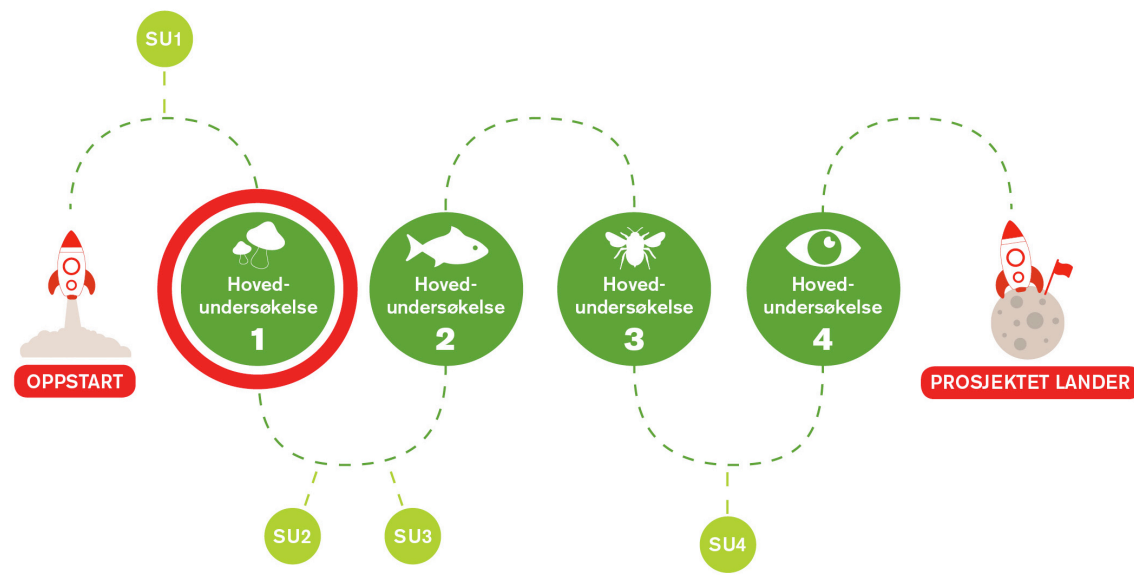 SU1
Hoved-
undersøkelse
1
Hoved-
undersøkelse
2
Hoved-
undersøkelse
3
Hoved-
undersøkelse
4
OPPSTART
PROSJEKTET LANDER
SU2
SU3
SU4